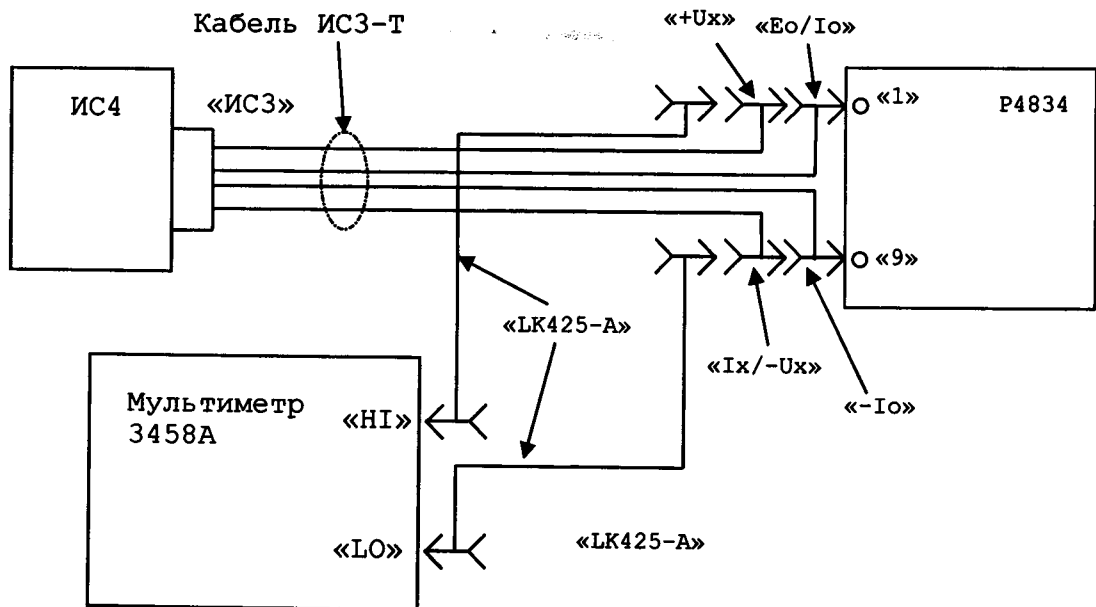 Кабель ИС3-Т
«+Ux»
«Eo/Io»
ИС4
«ИС3»
«1»
Р4834
«9»
«LK425-A»
«Ix/-Ux»
«-Io»
Мультиметр
3458А
«HI»
«LO»
«LK425-A»